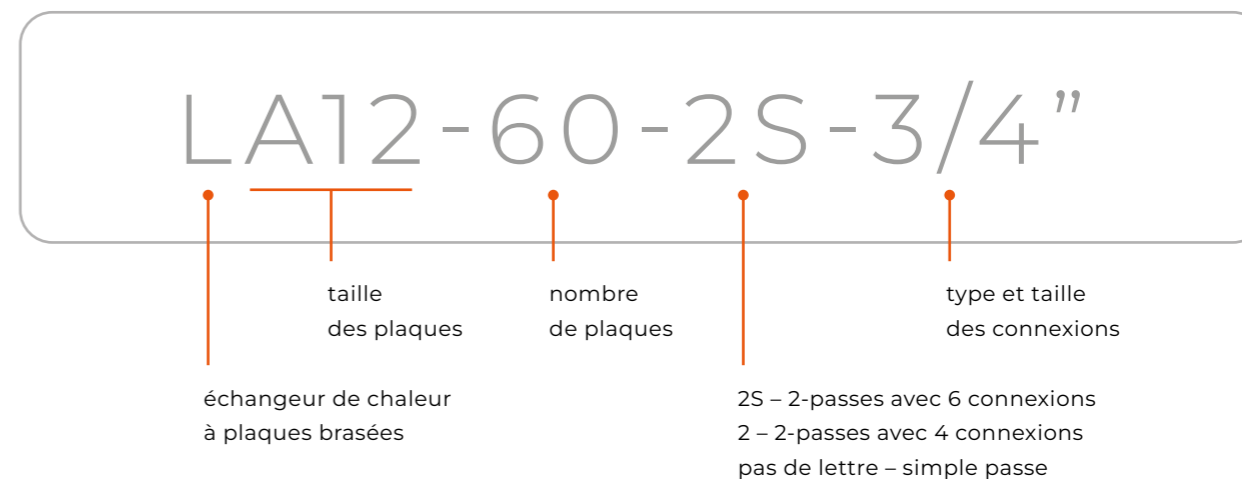 LA12-60-2S-3/4”
taille
des plaques
nombre
de plaques
type et taille
des connexions
échangeur de chaleur
à plaques brasées
2S – 2-passes avec 6 connexions
2 – 2-passes avec 4 connexions
pas de lettre – simple passe